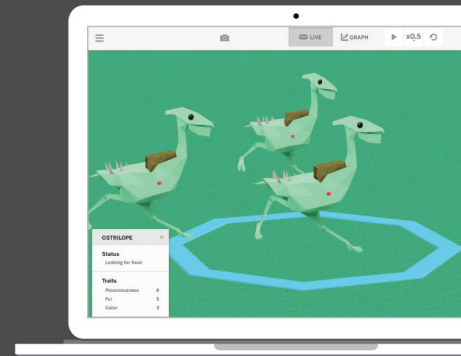 LIVE
GRAPH
x0.5
OSTRILOPE
Status
Looking for food
Traits
Poisonousness 4
Fur 5
Color 3